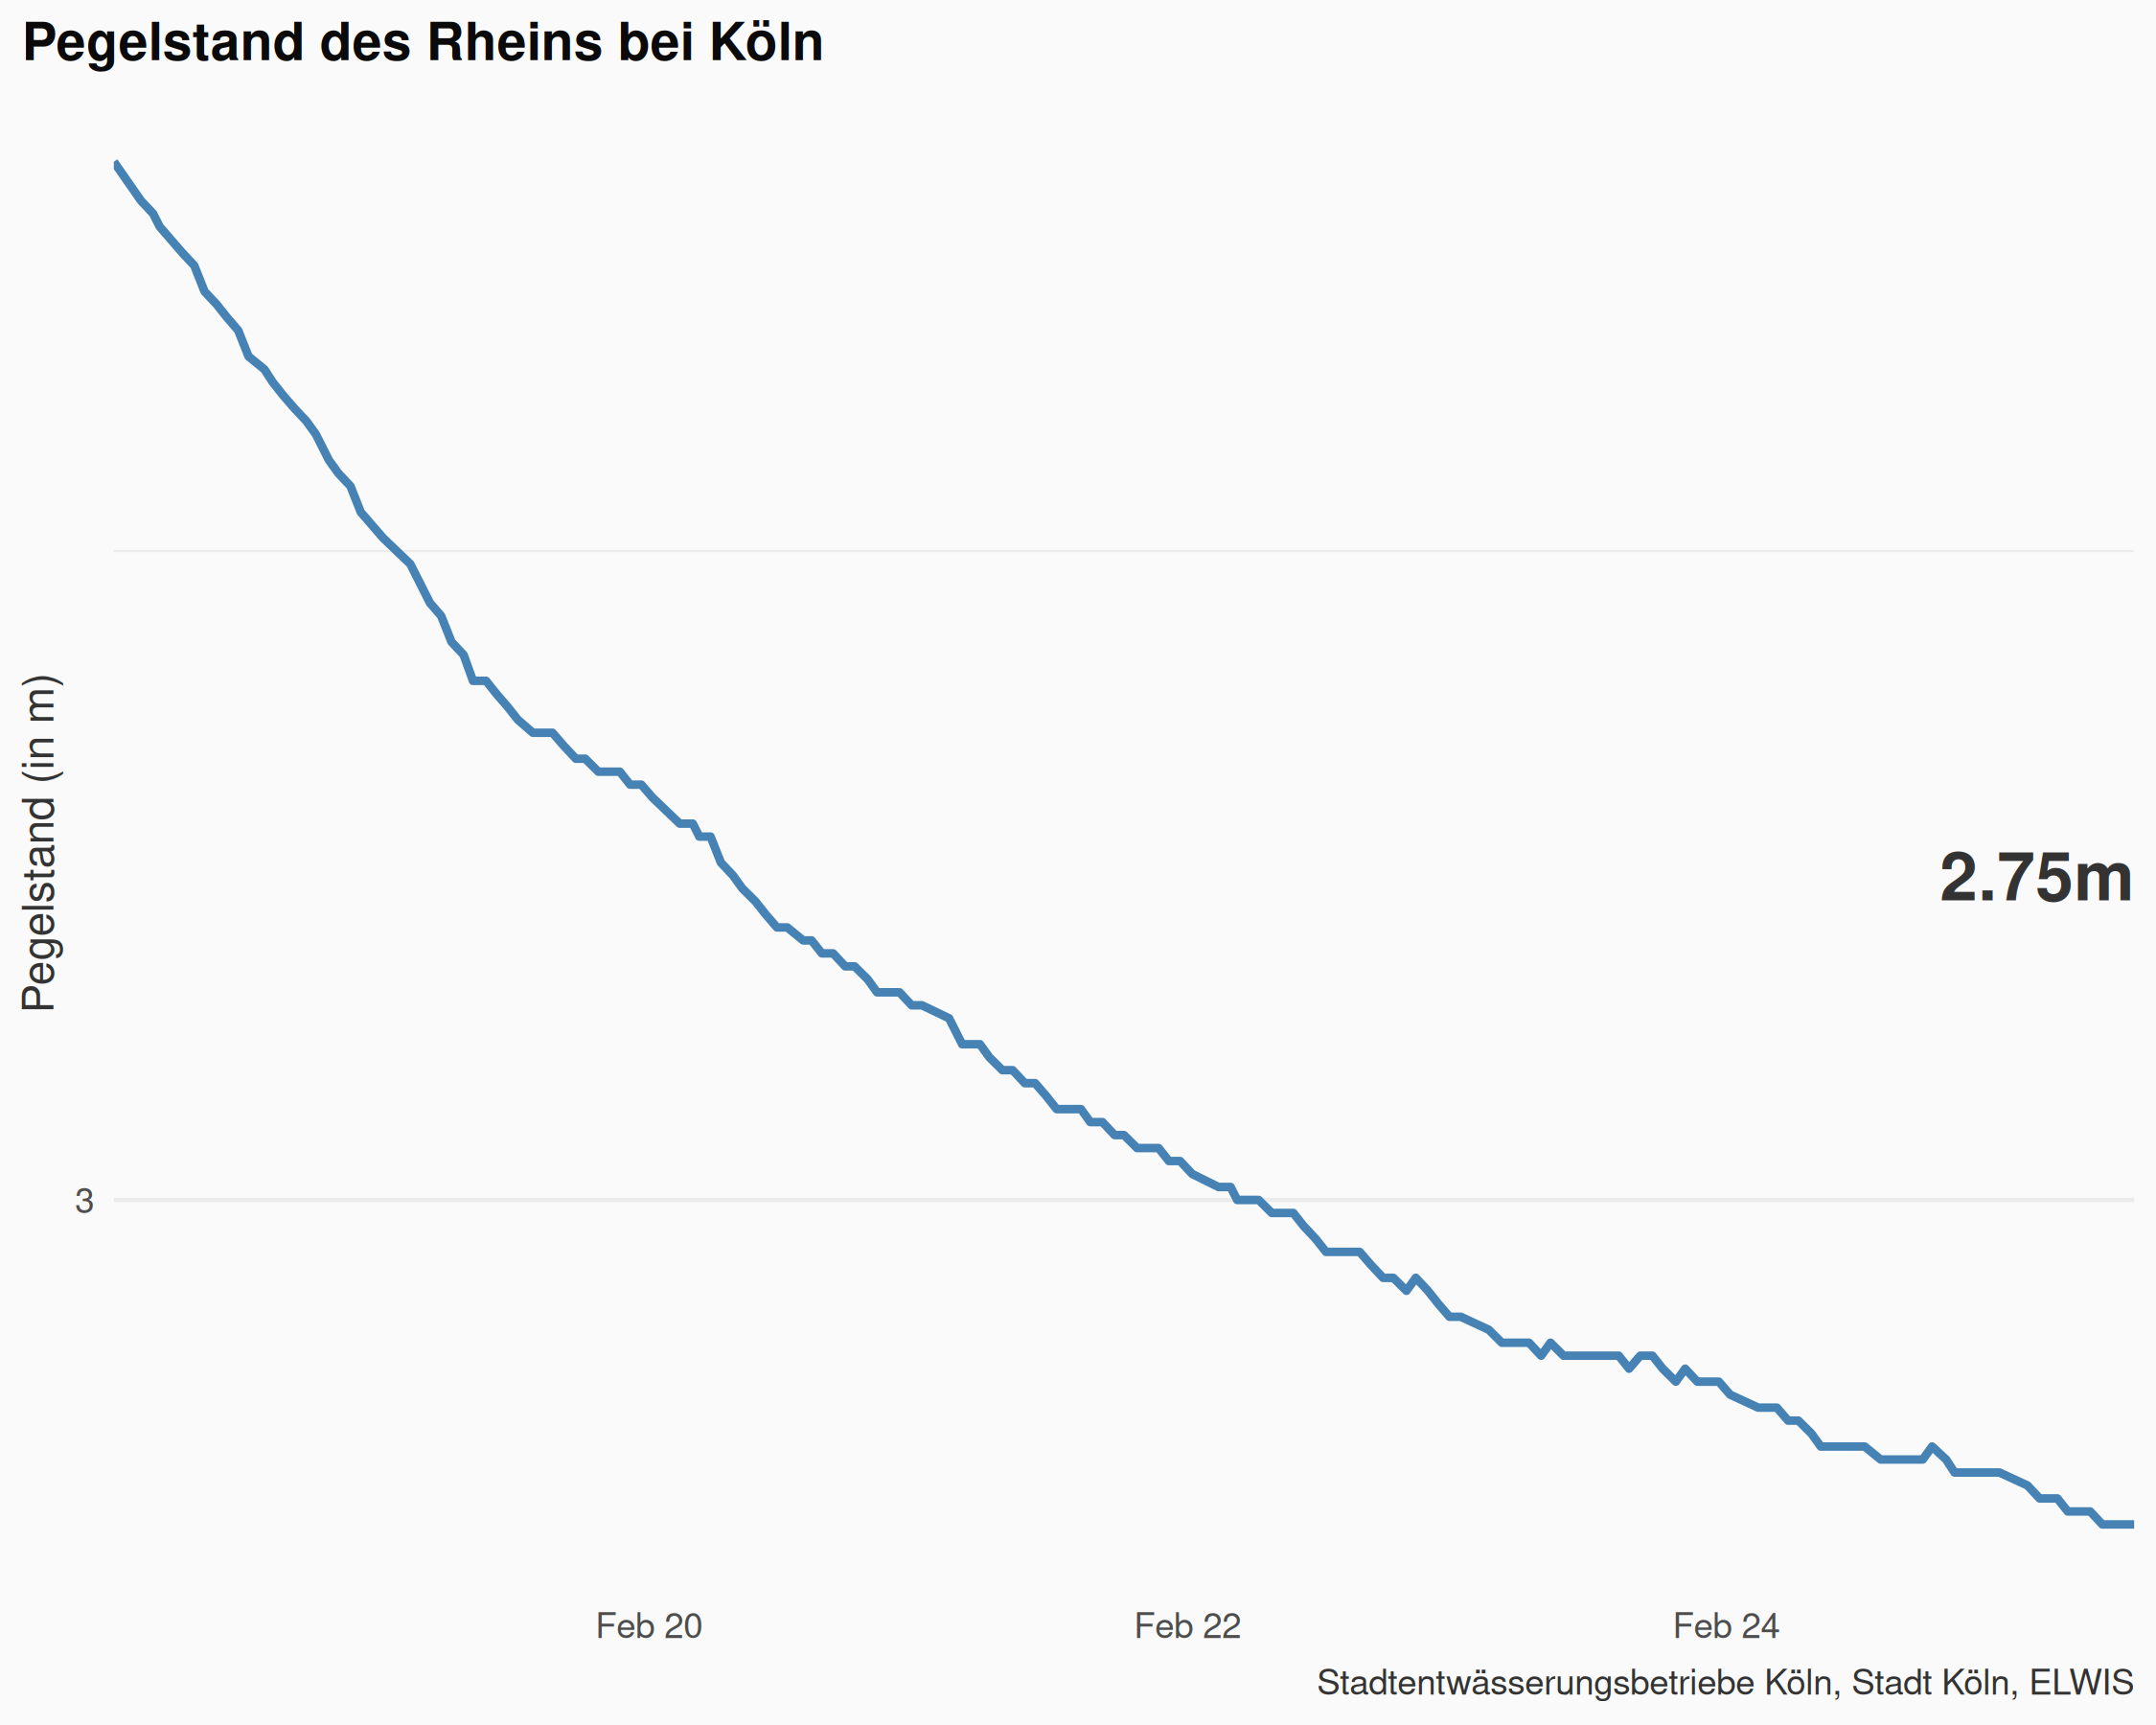 Pegelstand des Rheins bei Köln
Pegelstand (in m)
2.75m
3
Feb 20
Feb 22
Feb 24
Stadtentwässerungsbetriebe Köln, Stadt Köln, ELWIS